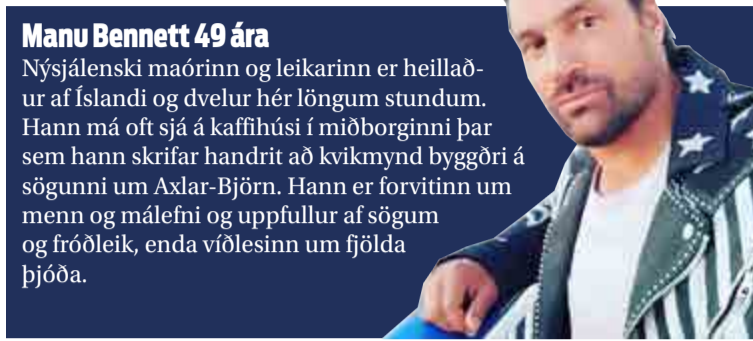 Manu Bennett 49 ára
Nýsjálenski maórinn og leikarinn er heillað-
ur af Íslandi og dvelur hér löngum stundum.
Hann má oft sjá á kaffihúsi í miðborginni þar
sem hann skrifar handrit að kvikmynd byggðri á
sögunni um Axlar-Björn. Hann er forvitinn um
menn og málefni og uppfullur af sögum
og fróðleik, enda víðlesinn um fjölda
þjóða.